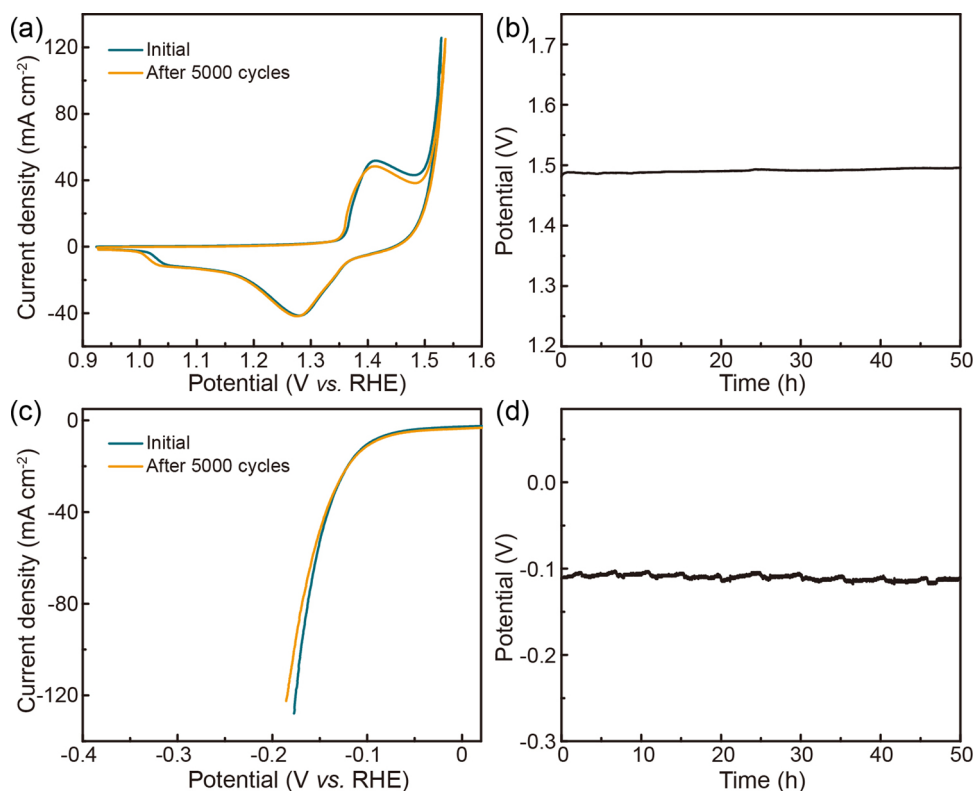 (a)
Initial
After 5000 cycles
Current density (mA cm⁻²)
120
80
40
0
-40
0.9 1.0 1.1 1.2 1.3 1.4 1.5 1.6
Potential (V vs. RHE)
(b)
Potential (V)
1.7
1.6
1.5
1.4
1.3
1.2
0 10 20 30 40 50
Time (h)
(c)
Initial
After 5000 cycles
Current density (mA cm⁻²)
0
-40
-80
-120
-0.4 -0.3 -0.2 -0.1 0
Potential (V vs. RHE)
(d)
Potential (V)
0.0
-0.1
-0.2
-0.3
0 10 20 30 40 50
Time (h)